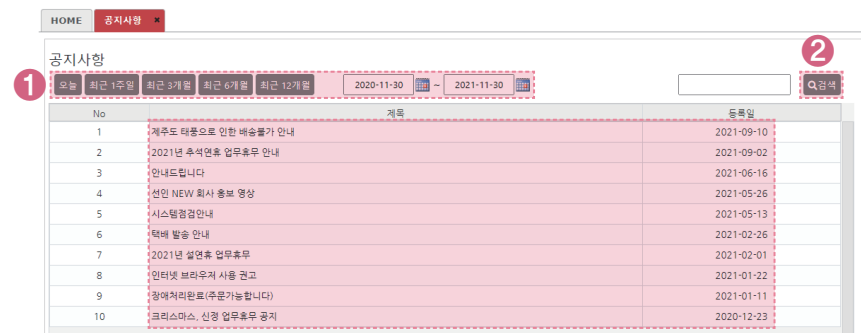 HOME 공지사항 ×
공지사항
2
1
오늘 최근 1주일 최근 3개월 최근 6개월 최근 12개월 2020-11-30 ~ 2021-11-30 검색
No 제목 등록일
1 제주도 태풍으로 인한 배송불가 안내 2021-09-10
2 2021년 추석연휴 업무휴무 안내 2021-09-02
3 안내드립니다 2021-06-16
4 선인 NEW 회사 홍보 영상 2021-05-26
5 시스템점검안내 2021-05-13
6 택배 발송 안내 2021-02-26
7 2021년 설연휴 업무휴무 2021-02-01
8 인터넷 브라우저 사용 권고 2021-01-22
9 장애처리완료(주문가능합니다) 2021-01-11
10 크리스마스, 신정 업무휴무 공지 2020-12-23